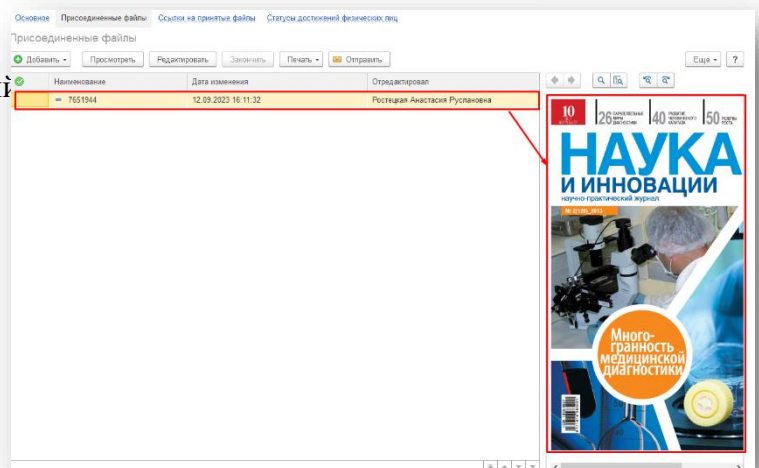 Основное Присоединенные файлы Ссылки на принятые файлы Статусы достижений физических лиц
Присоединенные файлы
Добавить Просмотреть Редактировать Закончить Печать Отправить Еще ?
Наименование Дата изменения Отредактировал
й
7651944 12.09.2023 16:11:32 Ростецкая Анастасия Руслановна
10 26 40 50
НАУКА
И ИННОВАЦИИ
научно-практический журнал
Много-
гранность
медицинской
диагностики